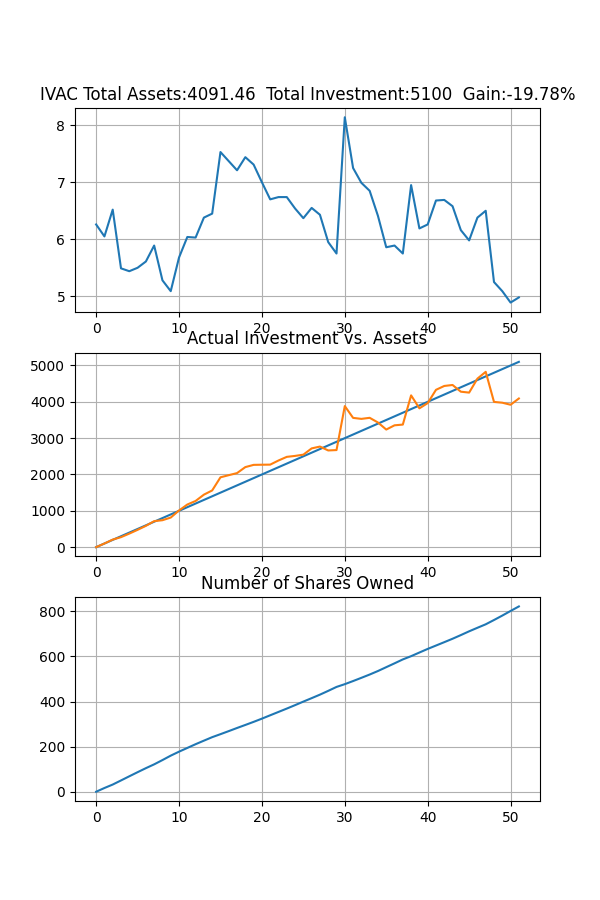 IVAC Total Assets:4091.46  Total Investment:5100  Gain:-19.78%
8
7
6
5
0 10 20 30 40 50
Actual Investment vs. Assets
5000
4000
3000
2000
1000
0
0 10 20 30 40 50
Number of Shares Owned
800
600
400
200
0
0 10 20 30 40 50